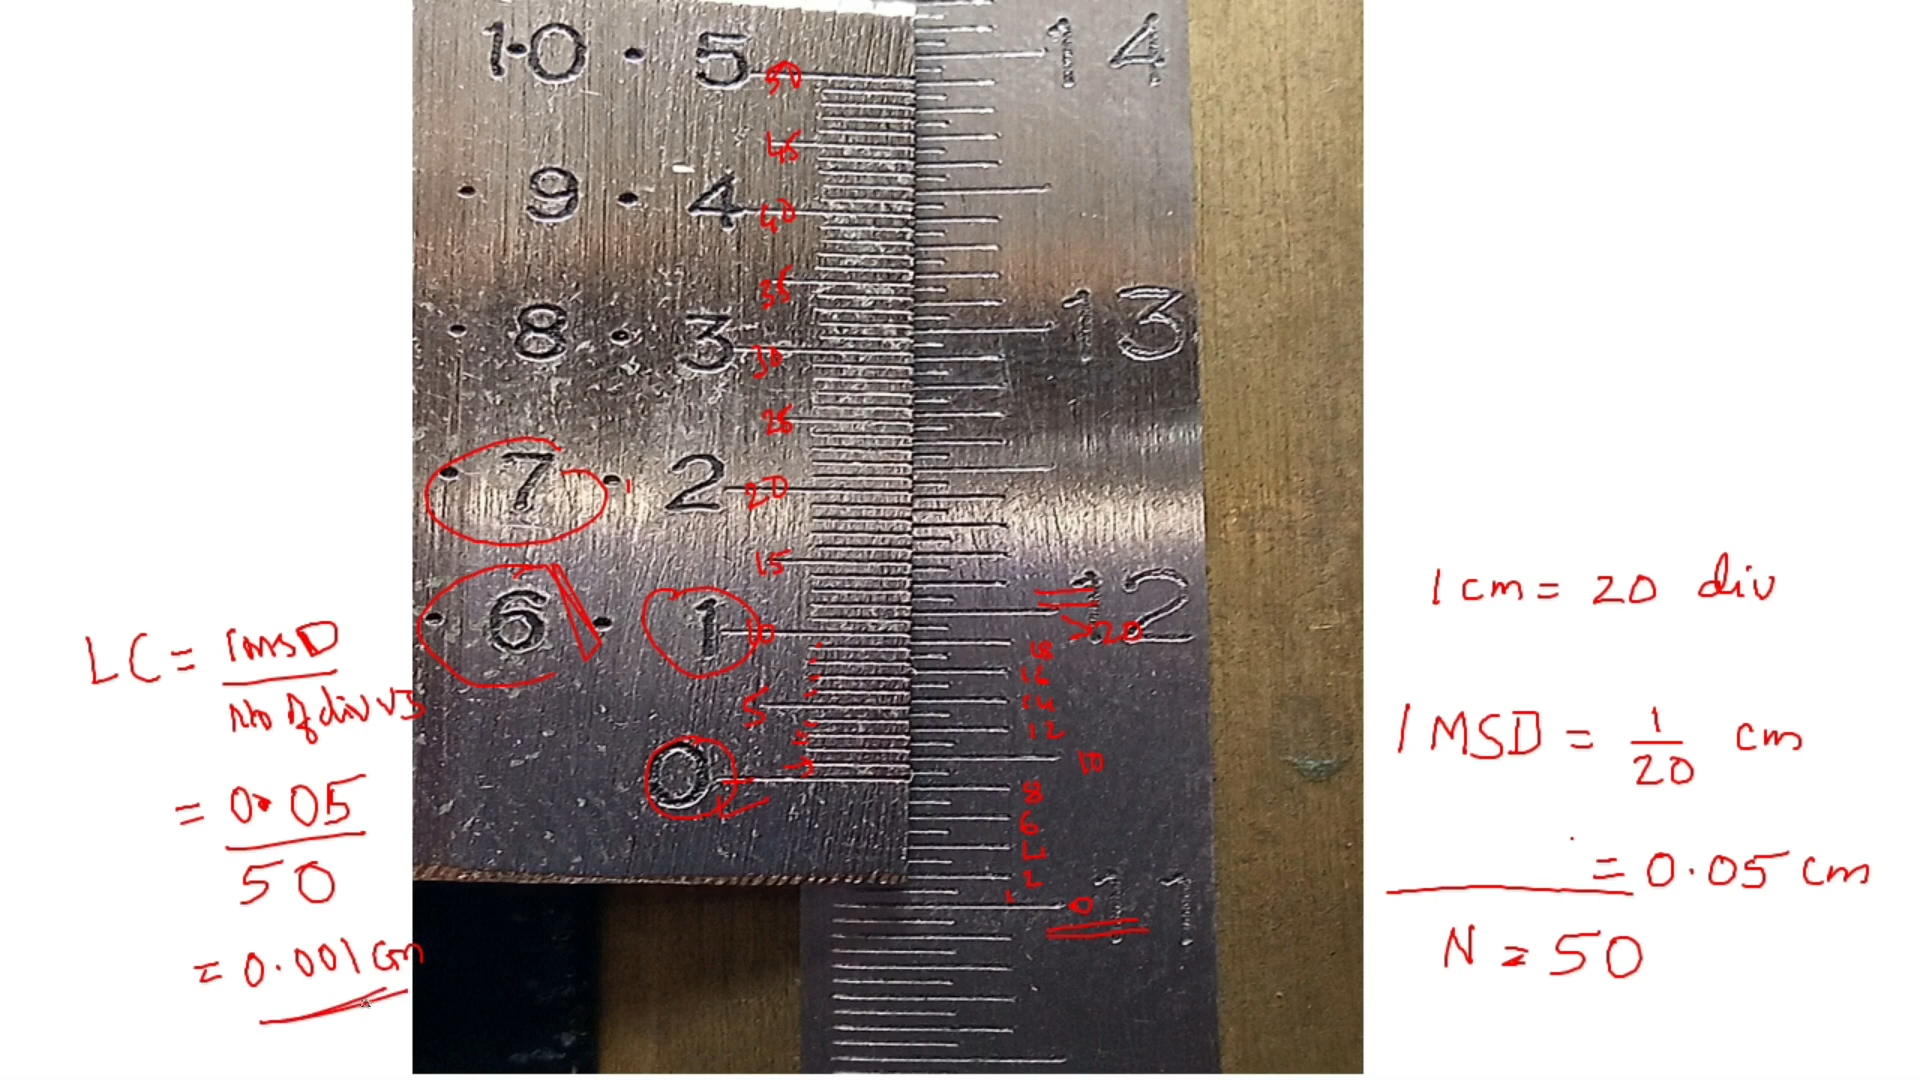 10 · 5
50
14
45
· 9 · 4
40
35
· 8 · 3
30
13
25
· 7 · 2
20
15
12
· 6 · 1
10
20
18
16
5
14
12
10
0
8
6
4
2
0
11
LC = 1MSD
No of div VS
= 0.05
50
= 0.001 cm
1 cm = 20 div
1 MSD = 1 cm
20
= 0.05 cm
N = 50